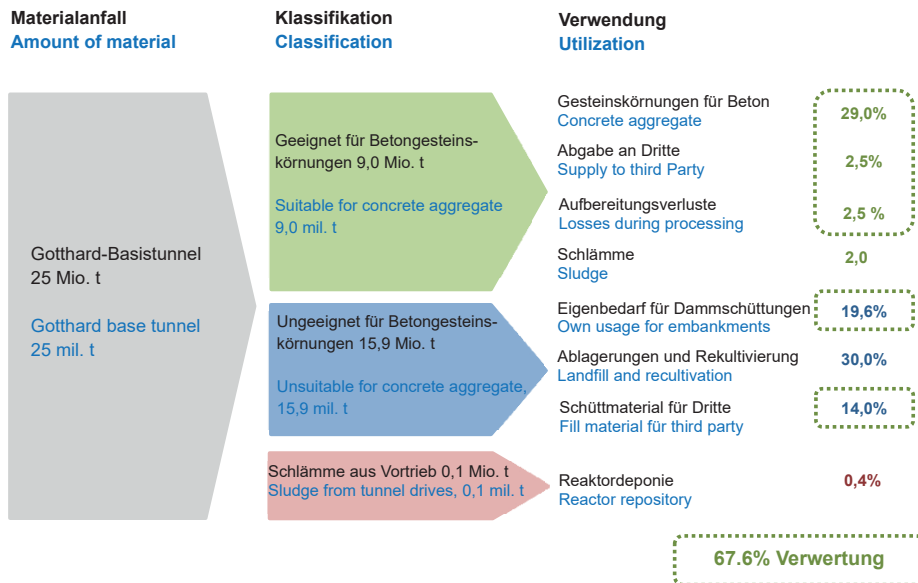 Materialanfall
Amount of material
Klassifikation
Classification
Verwendung
Utilization
Gotthard-Basistunnel
25 Mio. t
Gotthard base tunnel
25 mil. t
Geeignet für Betongesteins-
körnungen 9,0 Mio. t
Suitable for concrete aggregate
9,0 mil. t
Ungeeignet für Betongesteins-
körnungen 15,9 Mio. t
Unsuitable for concrete aggregate,
15,9 mil. t
Schlämme aus Vortrieb 0,1 Mio. t
Sludge from tunnel drives, 0,1 mil. t
Gesteinskörnungen für Beton
Concrete aggregate
29,0%
Abgabe an Dritte
Supply to third Party
2,5%
Aufbereitungsverluste
Losses during processing
2,5 %
Schlämme
Sludge
2,0
Eigenbedarf für Dammschüttungen
Own usage for embankments
19,6%
Ablagerungen und Rekultivierung
Landfill and recultivation
30,0%
Schüttmaterial für Dritte
Fill material für third party
14,0%
Reaktordeponie
Reactor repository
0,4%
67.6% Verwertung